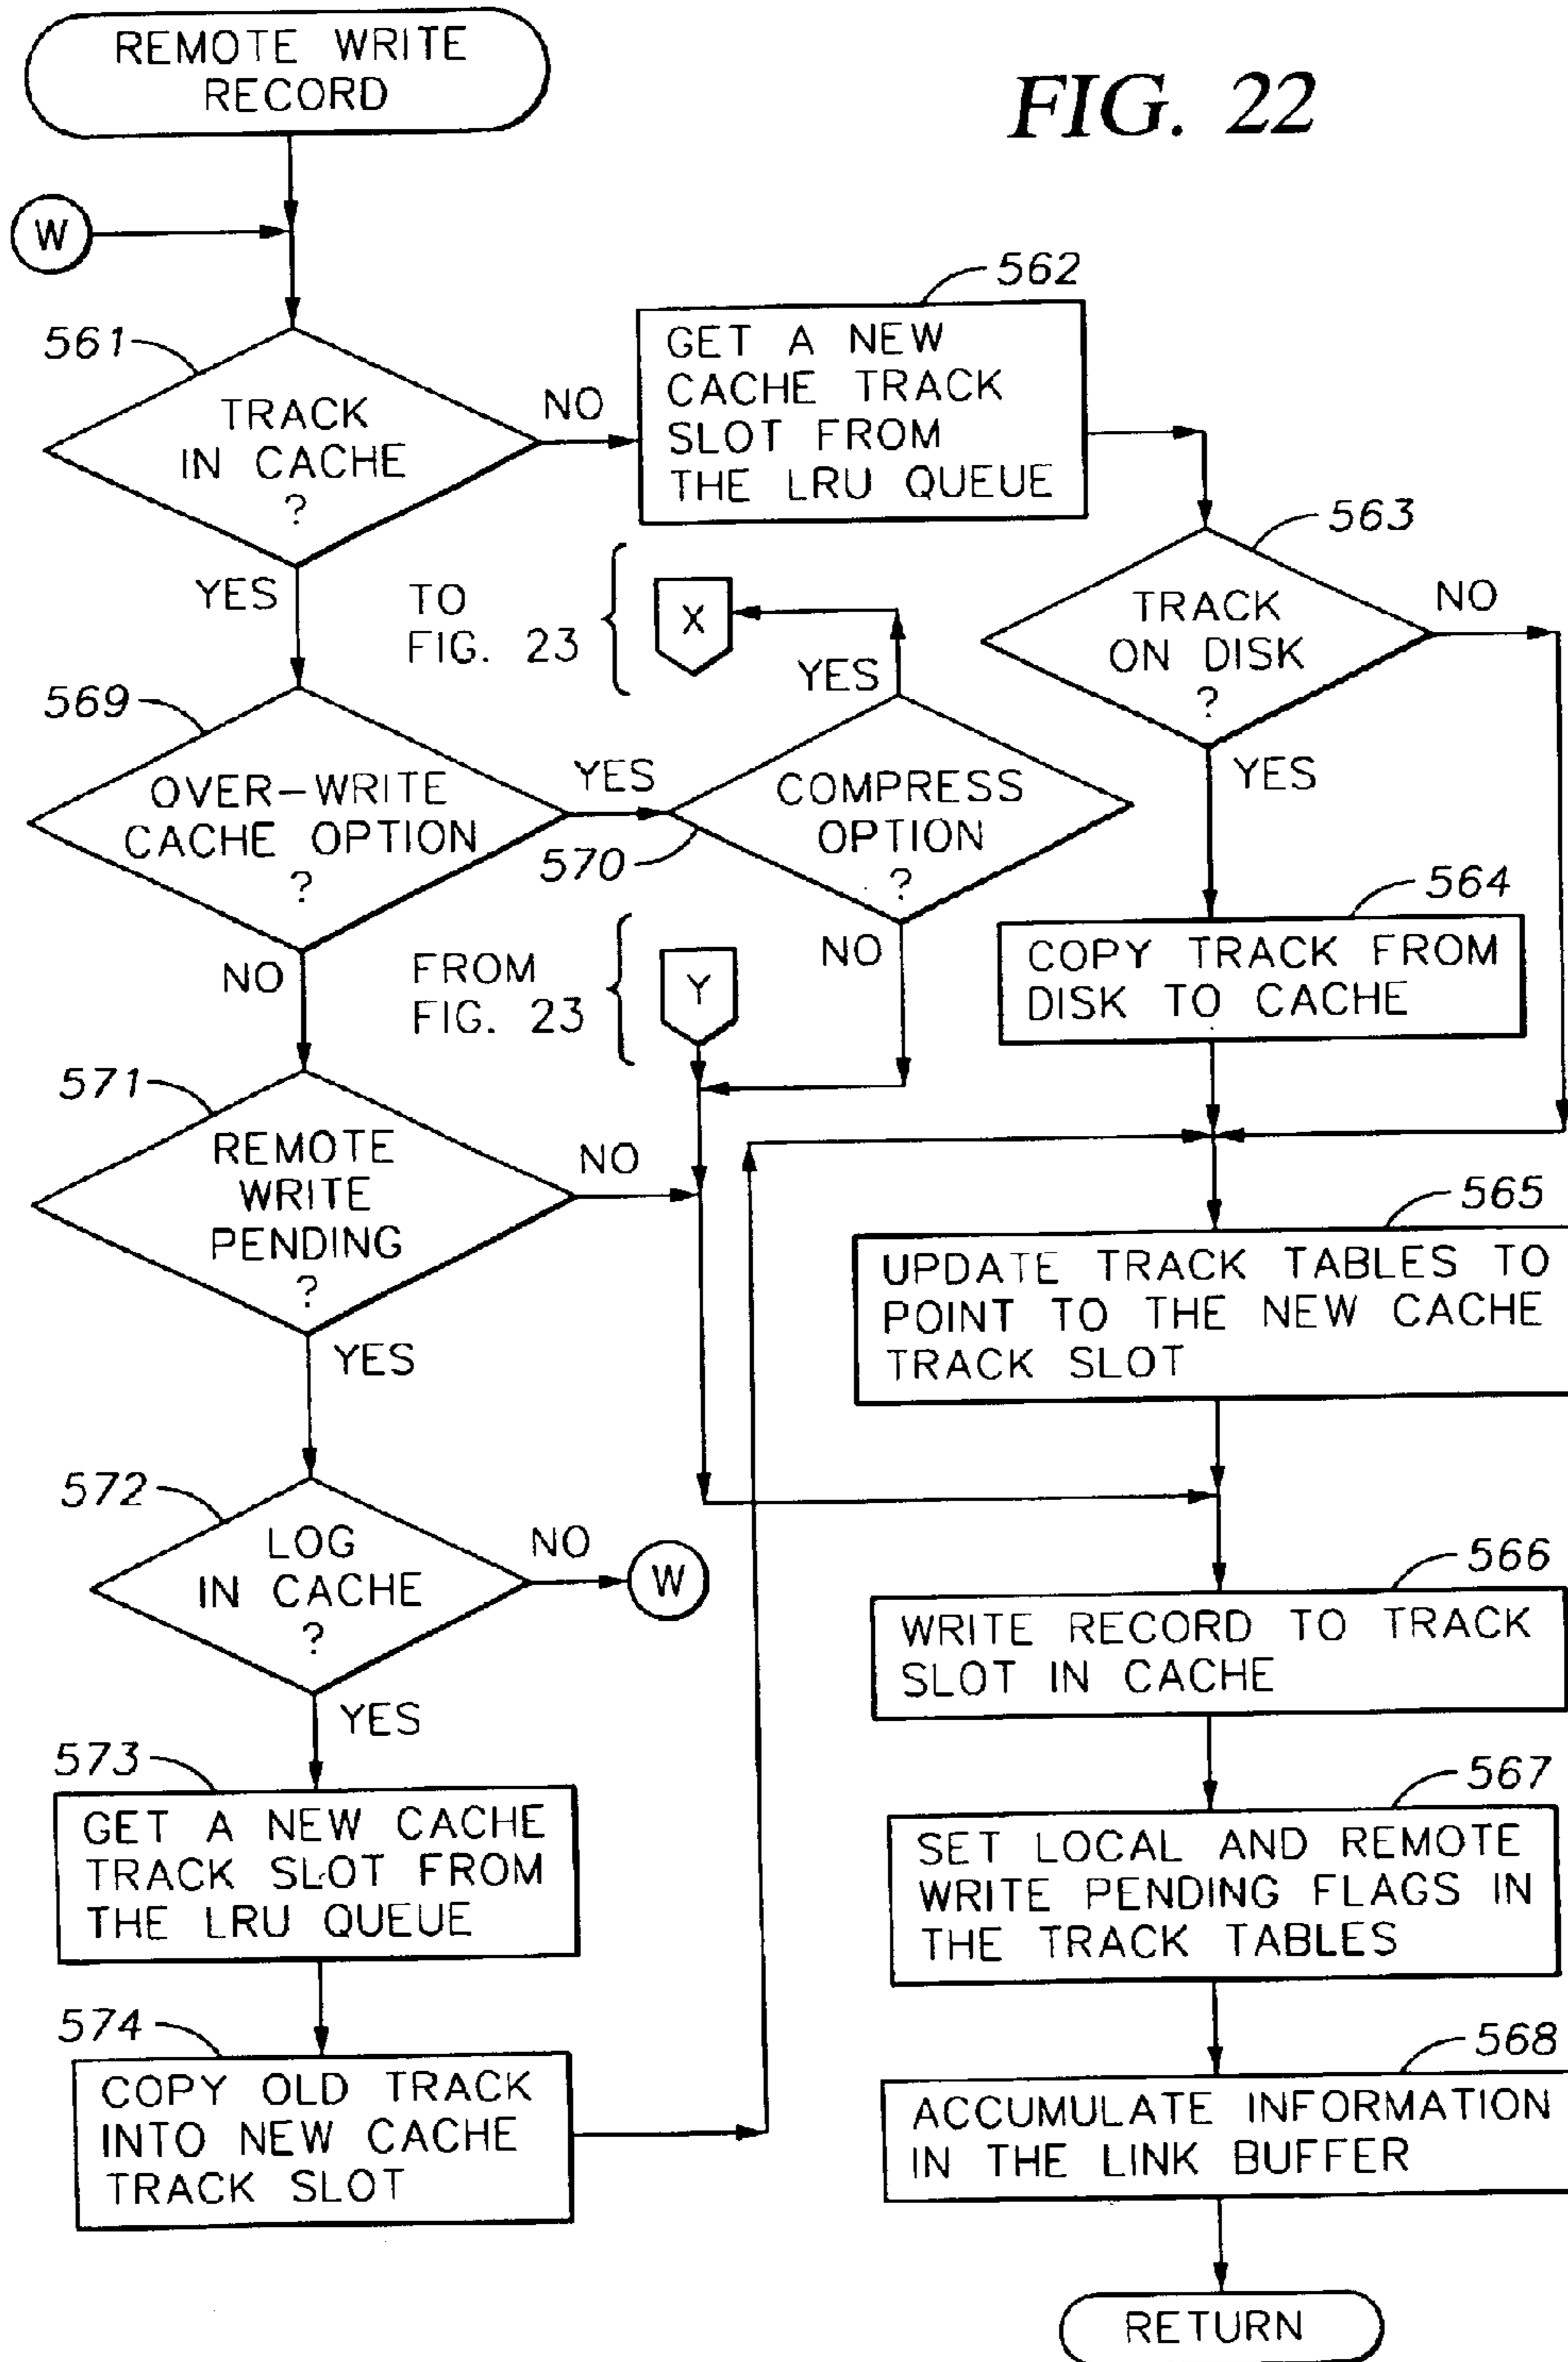 REMOTE WRITE
RECORD
FIG. 22
W
561
TRACK
IN CACHE
?
NO
YES
562
GET A NEW
CACHE TRACK
SLOT FROM
THE LRU QUEUE
563
TRACK
ON DISK
?
NO
YES
TO
FIG. 23
X
YES
569
OVER-WRITE
CACHE OPTION
?
YES
NO
570
COMPRESS
OPTION
?
NO
564
COPY TRACK FROM
DISK TO CACHE
FROM
FIG. 23
Y
571
REMOTE
WRITE
PENDING
?
NO
YES
565
UPDATE TRACK TABLES TO
POINT TO THE NEW CACHE
TRACK SLOT
572
LOG
IN CACHE
?
NO
W
YES
566
WRITE RECORD TO TRACK
SLOT IN CACHE
573
GET A NEW CACHE
TRACK SLOT FROM
THE LRU QUEUE
567
SET LOCAL AND REMOTE
WRITE PENDING FLAGS IN
THE TRACK TABLES
574
COPY OLD TRACK
INTO NEW CACHE
TRACK SLOT
568
ACCUMULATE INFORMATION
IN THE LINK BUFFER
RETURN